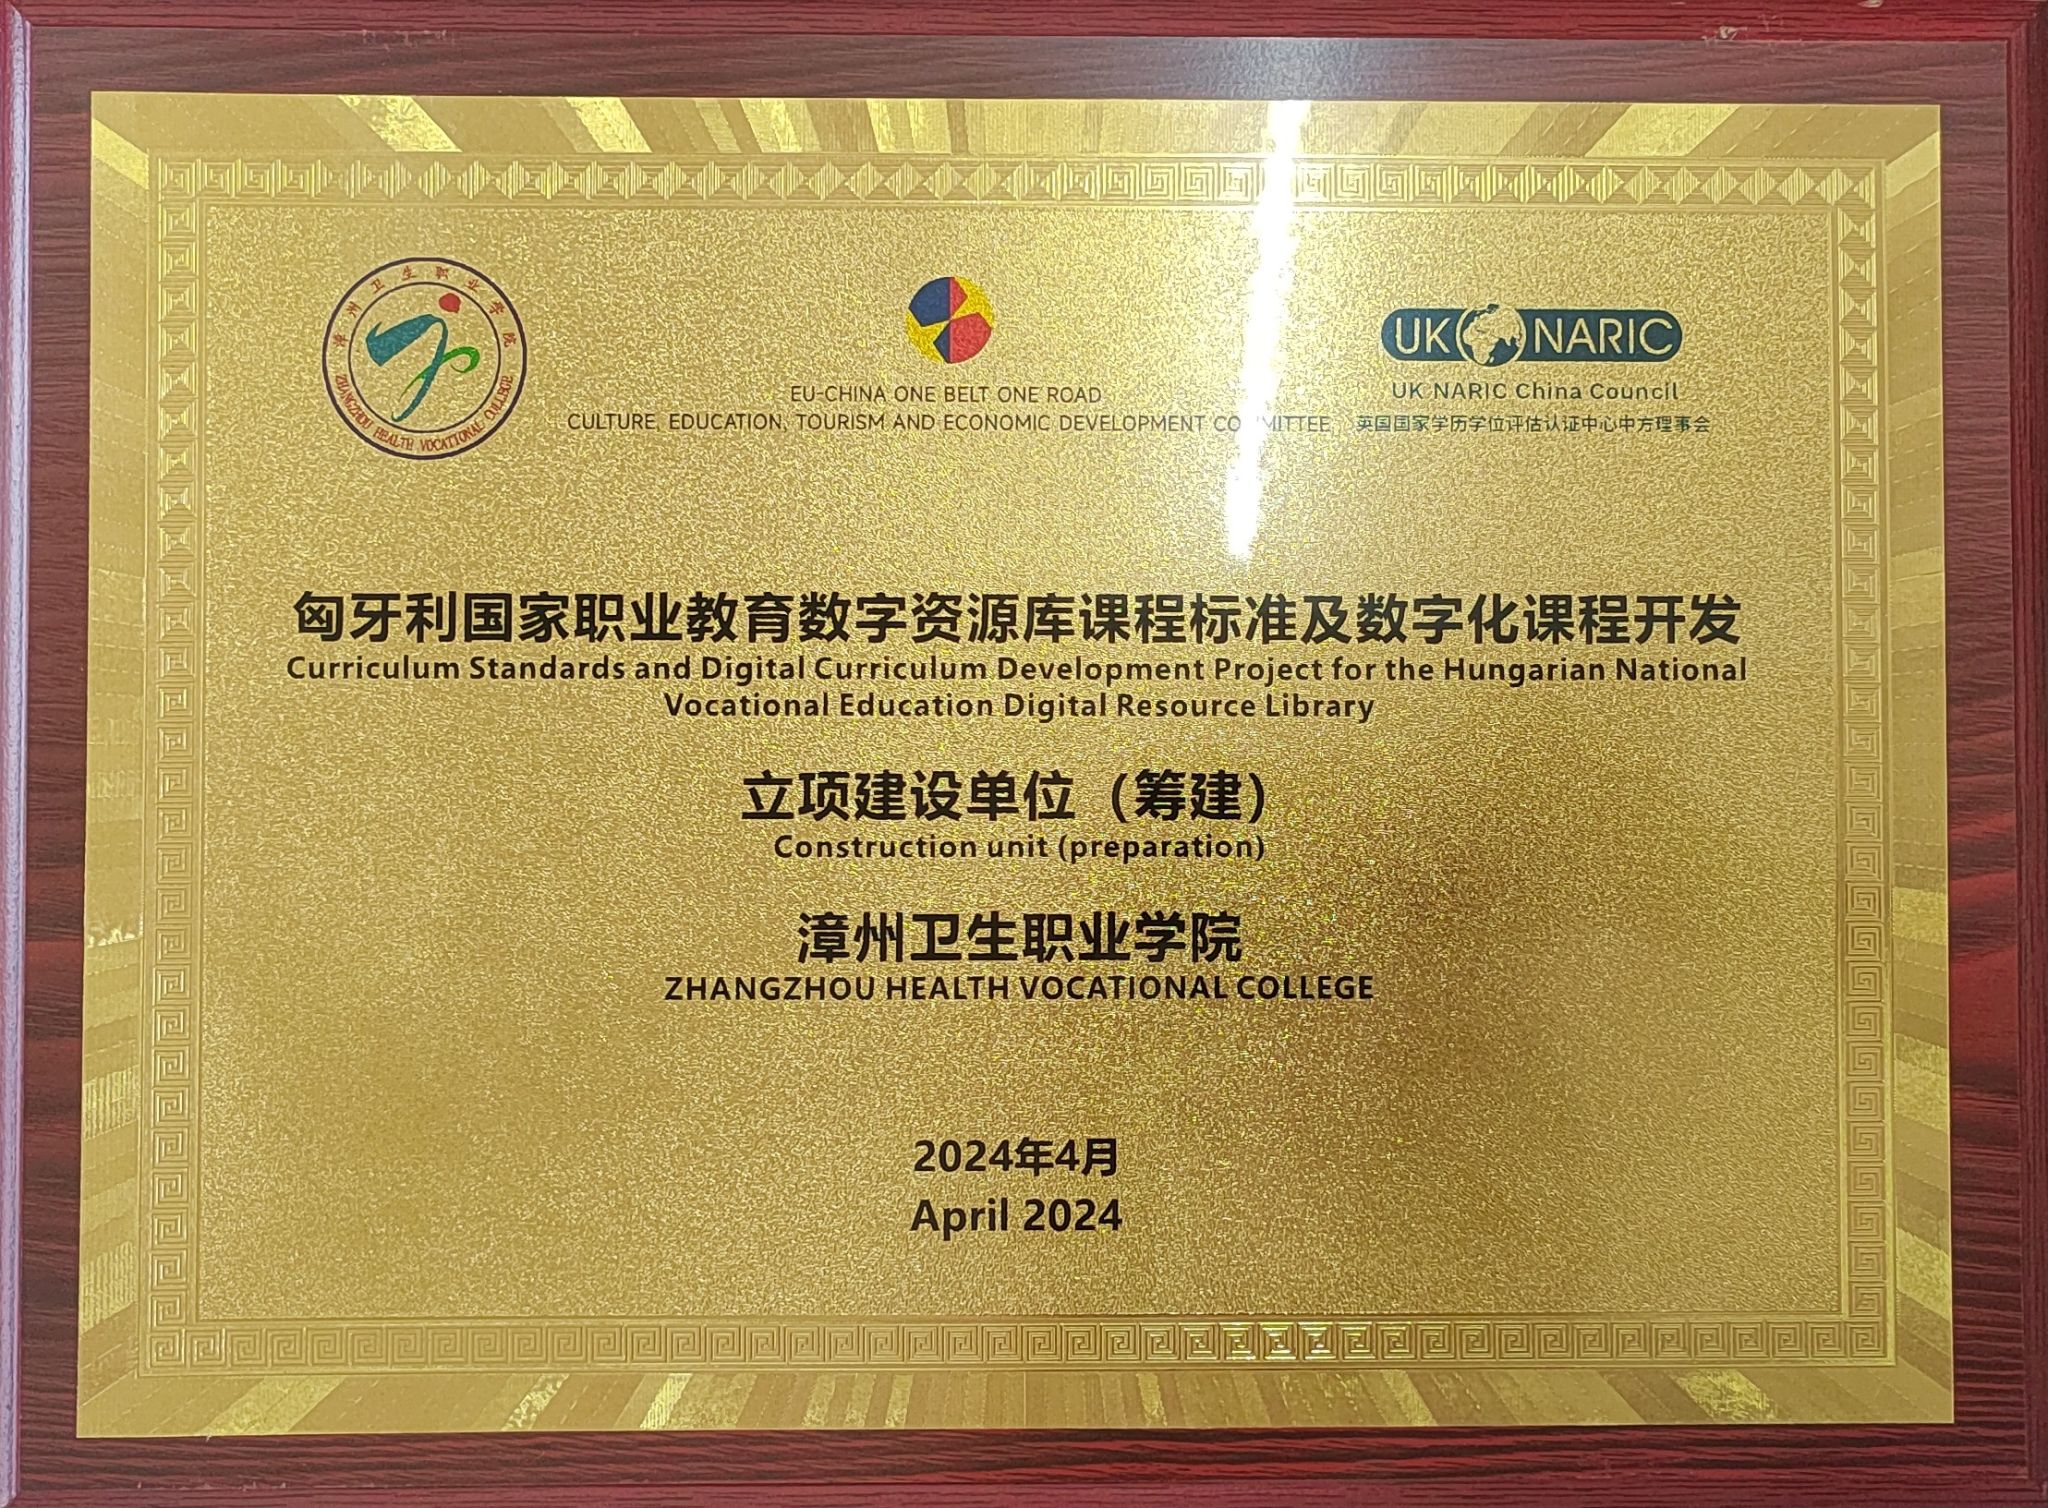 漳州卫生职业学院
ZHANGZHOU HEALTH VOCATIONAL COLLEGE
EU-CHINA ONE BELT ONE ROAD
CULTURE, EDUCATION, TOURISM AND ECONOMIC DEVELOPMENT COMMITTEE
UK NARIC
UK NARIC China Council
英国国家学历学位评估认证中心中方理事会
匈牙利国家职业教育数字资源库课程标准及数字化课程开发
Curriculum Standards and Digital Curriculum Development Project for the Hungarian National
Vocational Education Digital Resource Library
立项建设单位（筹建）
Construction unit (preparation)
漳州卫生职业学院
ZHANGZHOU HEALTH VOCATIONAL COLLEGE
2024年4月
April 2024